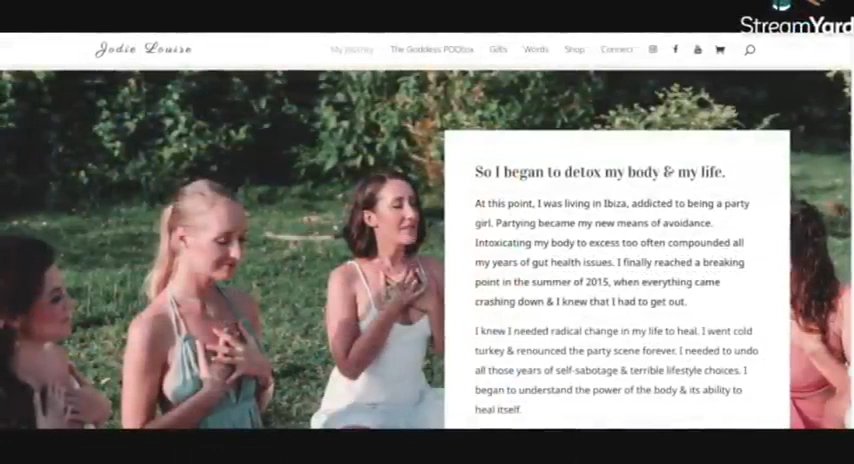 StreamYard
Jodie Louise
My Journey The Goddess PODtox Gifts Words Shop Connect
So I began to detox my body & my life.
At this point, I was living in Ibiza, addicted to being a party
girl. Partying became my new means of avoidance.
Intoxicating my body to excess too often compounded all
my years of gut health issues. I finally reached a breaking
point in the summer of 2015, when everything came
crashing down & I knew that I had to get out.
I knew I needed radical change in my life to heal. I went cold
turkey & renounced the party scene forever. I needed to undo
all those years of self-sabotage & terrible lifestyle choices. I
began to understand the power of the body & its ability to
heal itself.